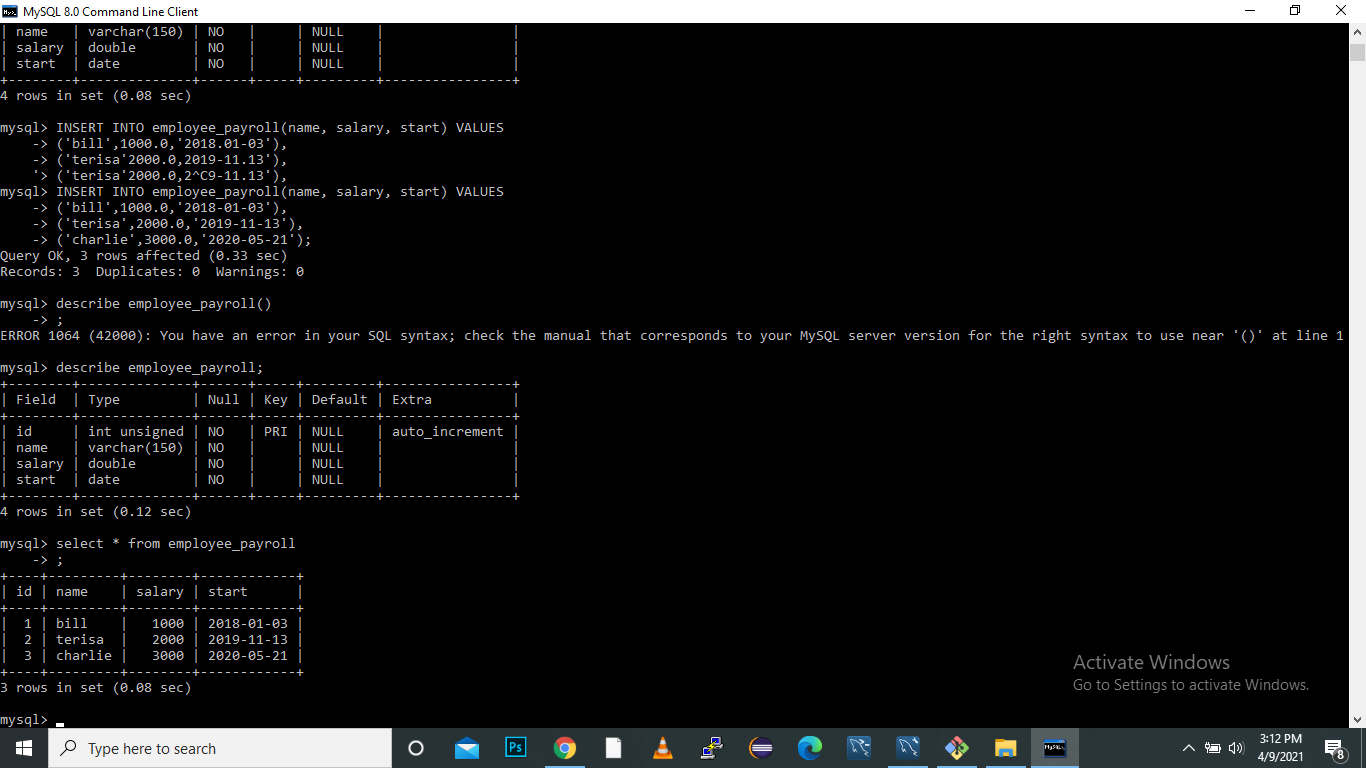 MySQL 8.0 Command Line Client
| name   | varchar(150) | NO   |     | NULL    |                |
| salary | double       | NO   |     | NULL    |                |
| start  | date         | NO   |     | NULL    |                |
+--------+--------------+------+-----+---------+----------------+
4 rows in set (0.08 sec)
mysql> INSERT INTO employee_payroll(name, salary, start) VALUES
    -> ('bill',1000.0,'2018.01-03'),
    -> ('terisa'2000.0,2019-11.13'),
    '> ('terisa'2000.0,2^C9-11.13'),
mysql> INSERT INTO employee_payroll(name, salary, start) VALUES
    -> ('bill',1000.0,'2018-01-03'),
    -> ('terisa',2000.0,'2019-11-13'),
    -> ('charlie',3000.0,'2020-05-21');
Query OK, 3 rows affected (0.33 sec)
Records: 3  Duplicates: 0  Warnings: 0
mysql> describe employee_payroll()
    -> ;
ERROR 1064 (42000): You have an error in your SQL syntax; check the manual that corresponds to your MySQL server version for the right syntax to use near '()' at line 1
mysql> describe employee_payroll;
+--------+--------------+------+-----+---------+----------------+
| Field  | Type         | Null | Key | Default | Extra          |
+--------+--------------+------+-----+---------+----------------+
| id     | int unsigned | NO   | PRI | NULL    | auto_increment |
| name   | varchar(150) | NO   |     | NULL    |                |
| salary | double       | NO   |     | NULL    |                |
| start  | date         | NO   |     | NULL    |                |
+--------+--------------+------+-----+---------+----------------+
4 rows in set (0.12 sec)
mysql> select * from employee_payroll
    -> ;
+----+---------+--------+------------+
| id | name    | salary | start      |
+----+---------+--------+------------+
|  1 | bill    |   1000 | 2018-01-03 |
|  2 | terisa  |   2000 | 2019-11-13 |
|  3 | charlie |   3000 | 2020-05-21 |
+----+---------+--------+------------+
3 rows in set (0.08 sec)
mysql>
Activate Windows
Go to Settings to activate Windows.
Type here to search
Ps
3:12 PM
4/9/2021
8